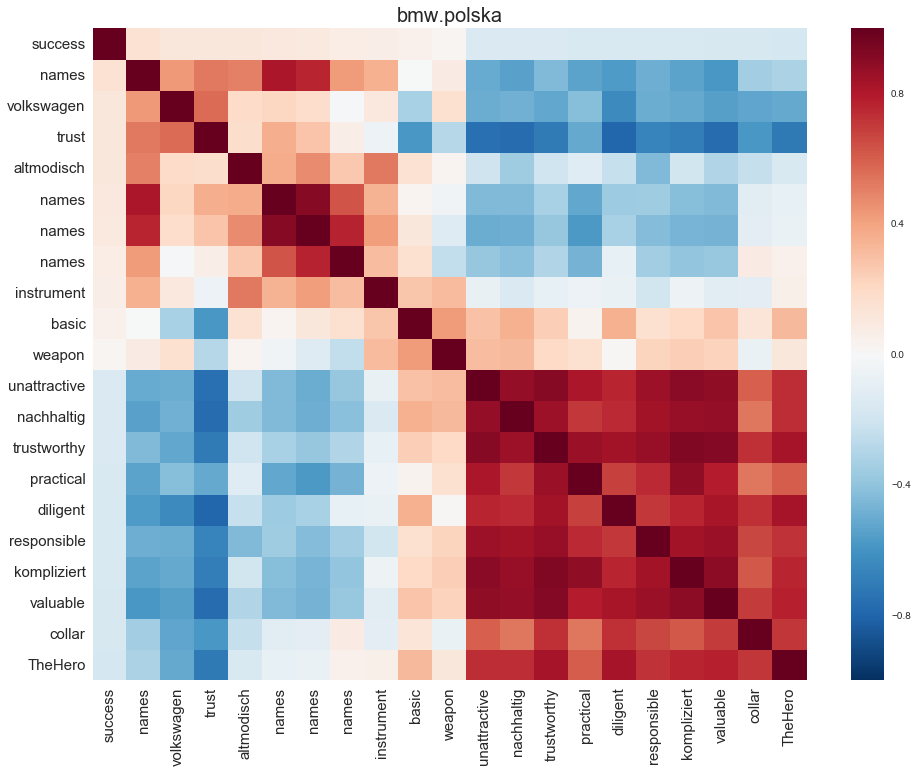 bmw.polska
success
names
volkswagen
trust
altmodisch
names
names
names
instrument
basic
weapon
unattractive
nachhaltig
trustworthy
practical
diligent
responsible
kompliziert
valuable
collar
TheHero
success
names
volkswagen
trust
altmodisch
names
names
names
instrument
basic
weapon
unattractive
nachhaltig
trustworthy
practical
diligent
responsible
kompliziert
valuable
collar
TheHero
0.8
0.4
0.0
−0.4
−0.8